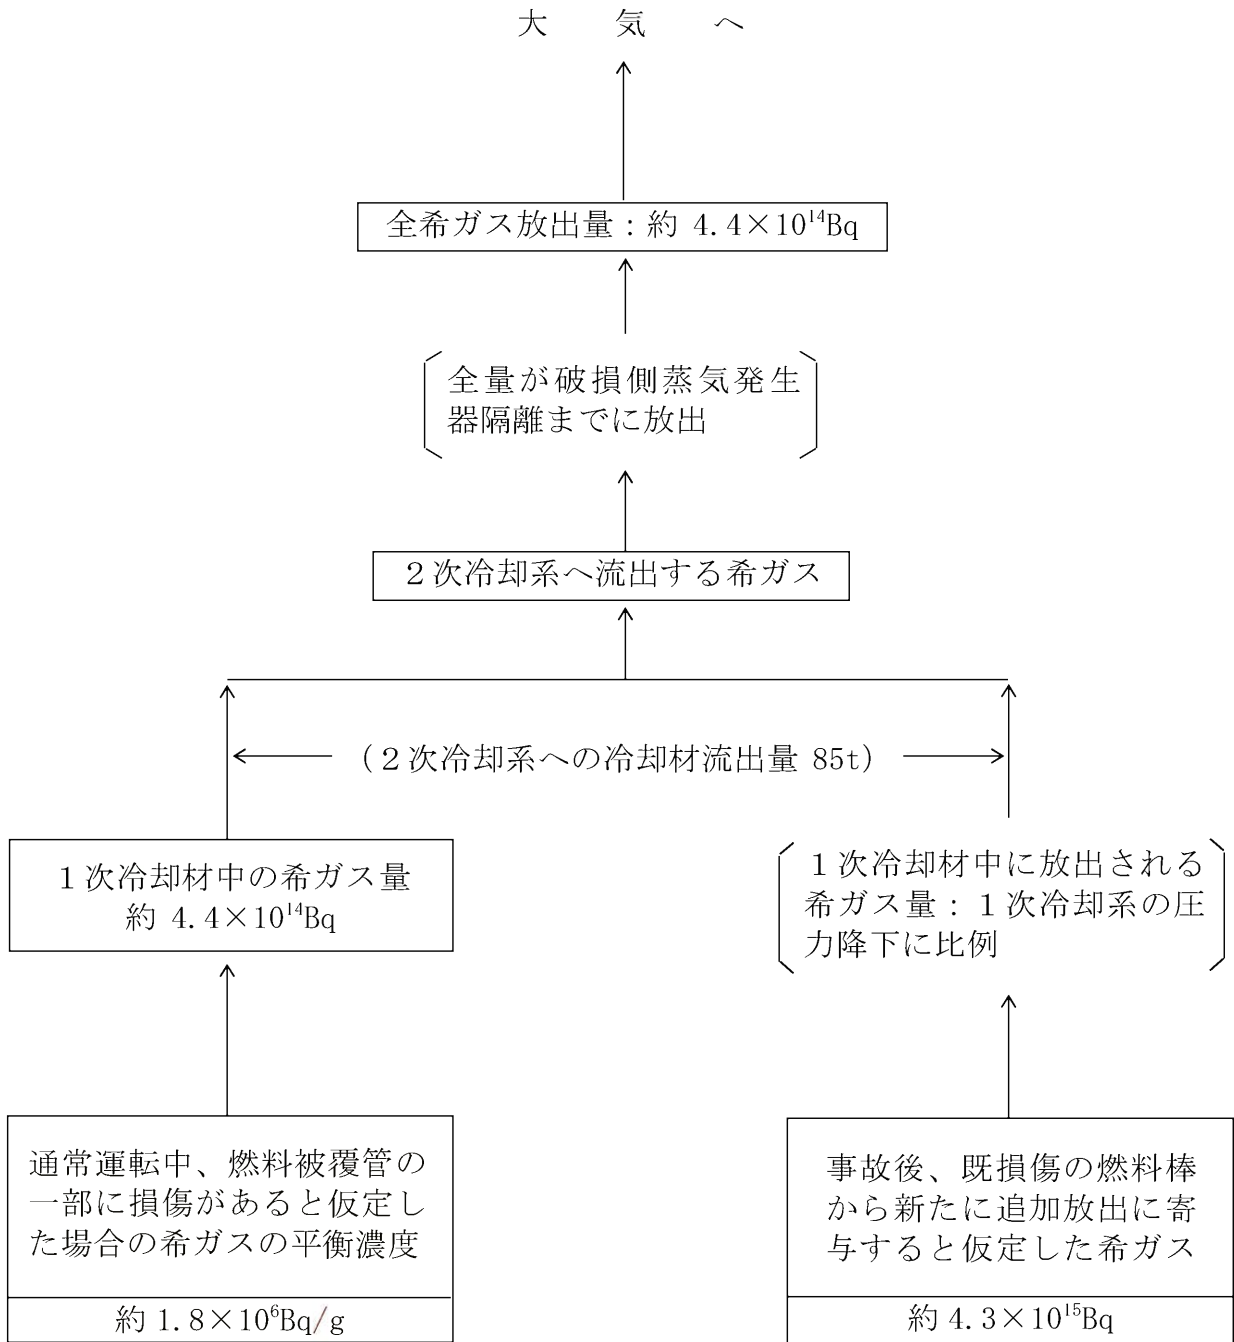 大気へ
全希ガス放出量：約 4.4×10¹⁴Bq
全量が破損側蒸気発生
器隔離までに放出
２次冷却系へ流出する希ガス
（２次冷却系への冷却材流出量 85t）
１次冷却材中の希ガス量
約 4.4×10¹⁴Bq
１次冷却材中に放出される
希ガス量：１次冷却系の圧
力降下に比例
通常運転中、燃料被覆管の
一部に損傷があると仮定し
た場合の希ガスの平衡濃度
約 1.8×10⁶Bq/g
事故後、既損傷の燃料棒
から新たに追加放出に寄
与すると仮定した希ガス
約 4.3×10¹⁵Bq